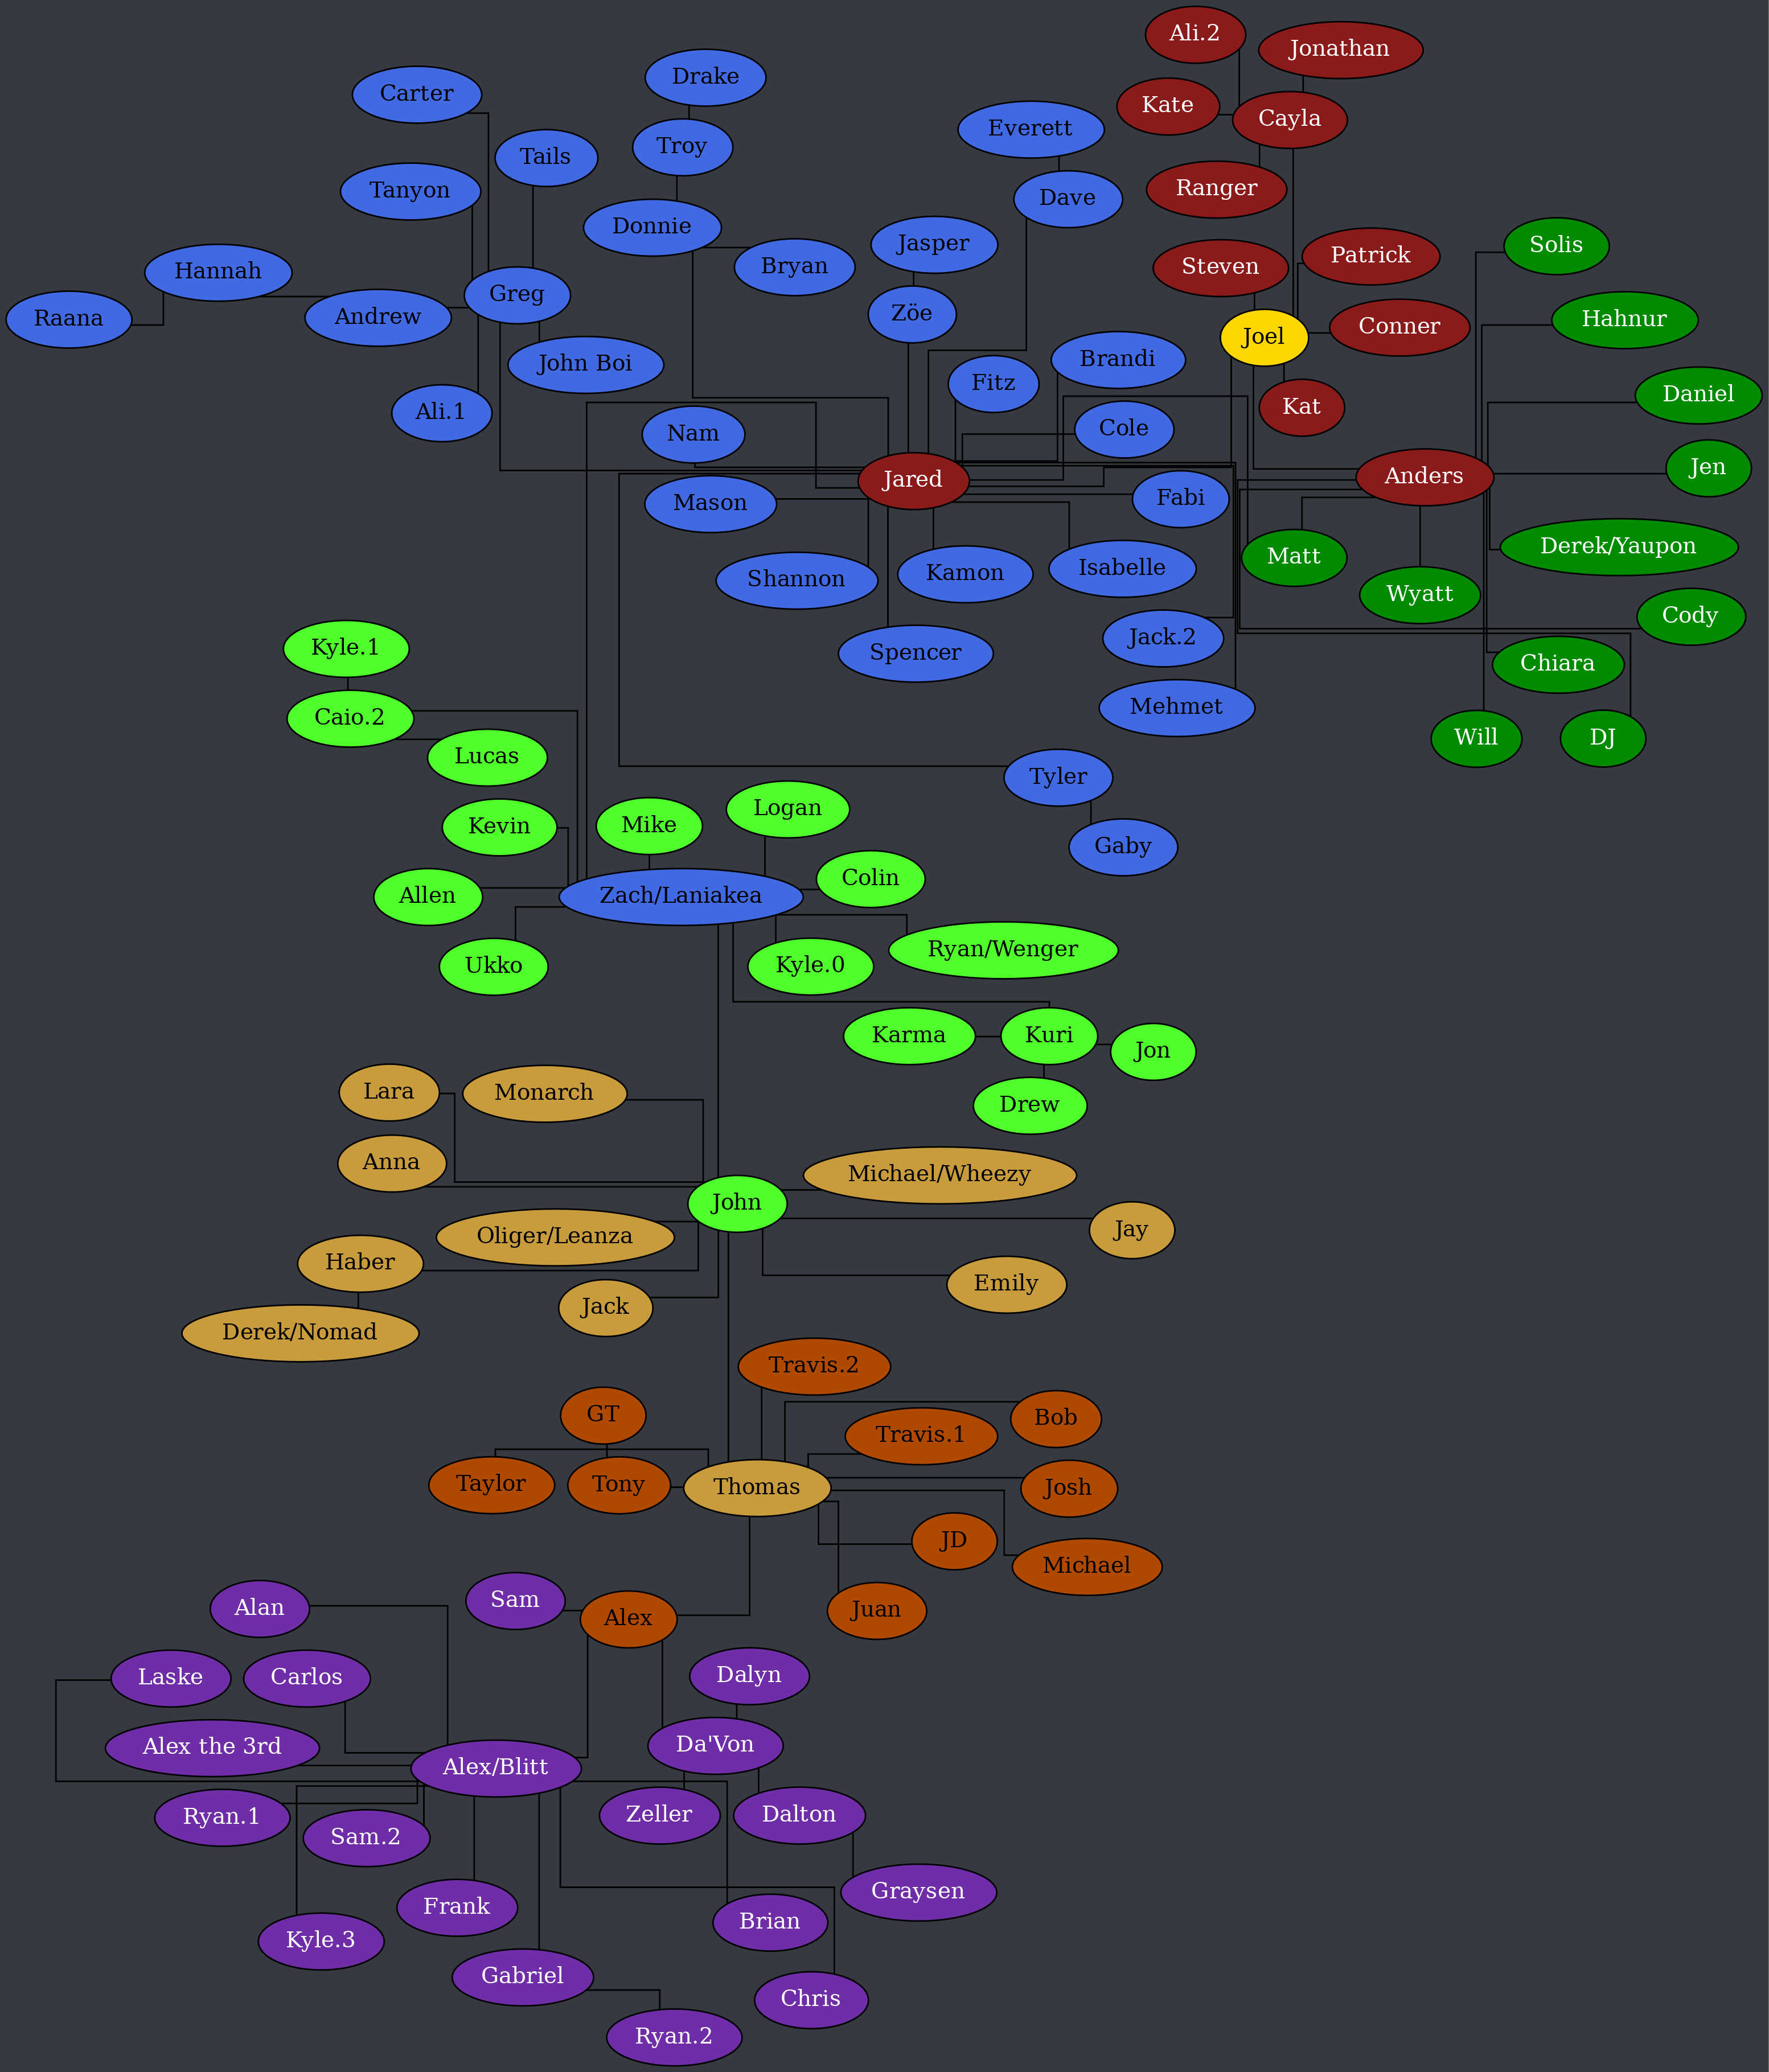 Ali.2
Jonathan
Drake
Carter
Kate
Cayla
Everett
Troy
Tails
Ranger
Tanyon
Dave
Donnie
Jasper
Solis
Patrick
Bryan
Steven
Hannah
Greg
Zöe
Andrew
Raana
Hahnur
Conner
Joel
Brandi
John Boi
Fitz
Daniel
Kat
Ali.1
Cole
Nam
Jen
Anders
Jared
Fabi
Mason
Derek/Yaupon
Matt
Isabelle
Kamon
Shannon
Wyatt
Cody
Jack.2
Kyle.1
Spencer
Chiara
Mehmet
Caio.2
Will
DJ
Lucas
Tyler
Logan
Mike
Kevin
Gaby
Colin
Zach/Laniakea
Allen
Ryan/Wenger
Kyle.0
Ukko
Karma
Kuri
Jon
Drew
Lara
Monarch
Anna
Michael/Wheezy
John
Jay
Oliger/Leanza
Haber
Emily
Jack
Derek/Nomad
Travis.2
GT
Bob
Travis.1
Taylor
Tony
Thomas
Josh
JD
Michael
Sam
Alan
Juan
Alex
Dalyn
Laske
Carlos
Da'Von
Alex the 3rd
Alex/Blitt
Zeller
Dalton
Ryan.1
Sam.2
Graysen
Frank
Brian
Kyle.3
Gabriel
Chris
Ryan.2